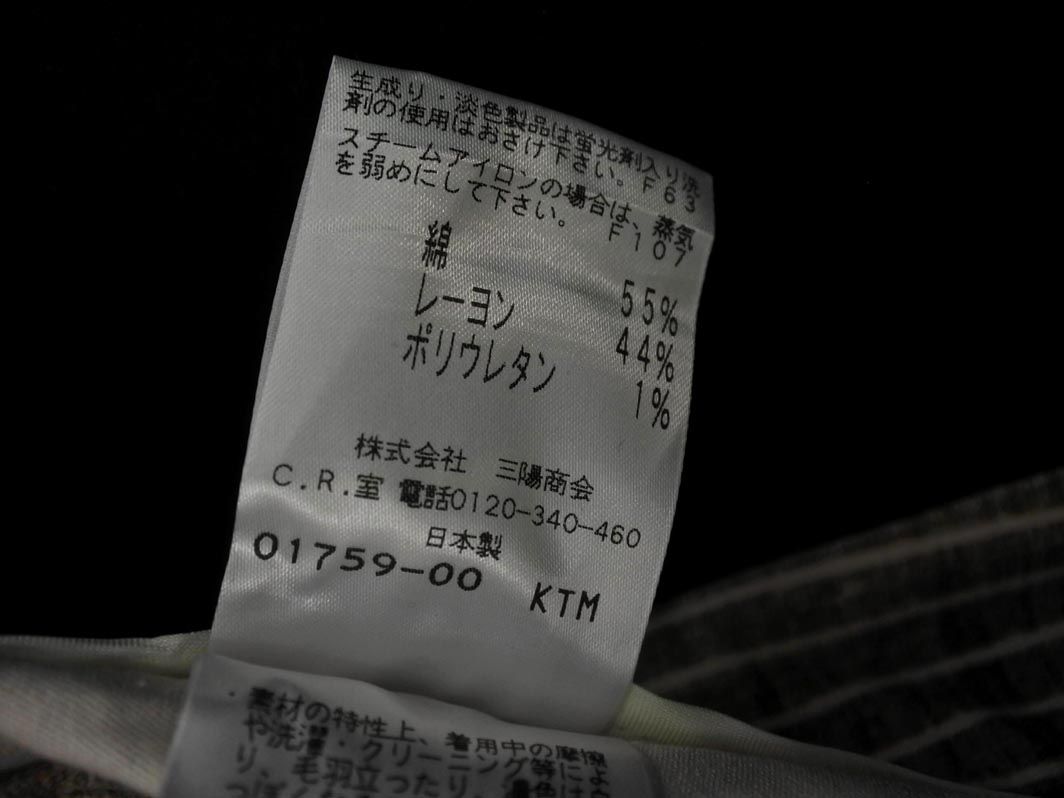 生成り・淡色製品は蛍光剤入り洗
剤の使用はおさけ下さい。F63
スチームアイロンの場合は、蒸気
を弱めにして下さい。 F107
綿 55%
レーヨン 44%
ポリウレタン 1%
株式会社 三陽商会
C.R.室 電話0120-340-460
日本製
01759-00 KTM
・素材の特性上、着用中の摩擦
や洗濯・クリーニング等によ
り、毛羽立ったり、